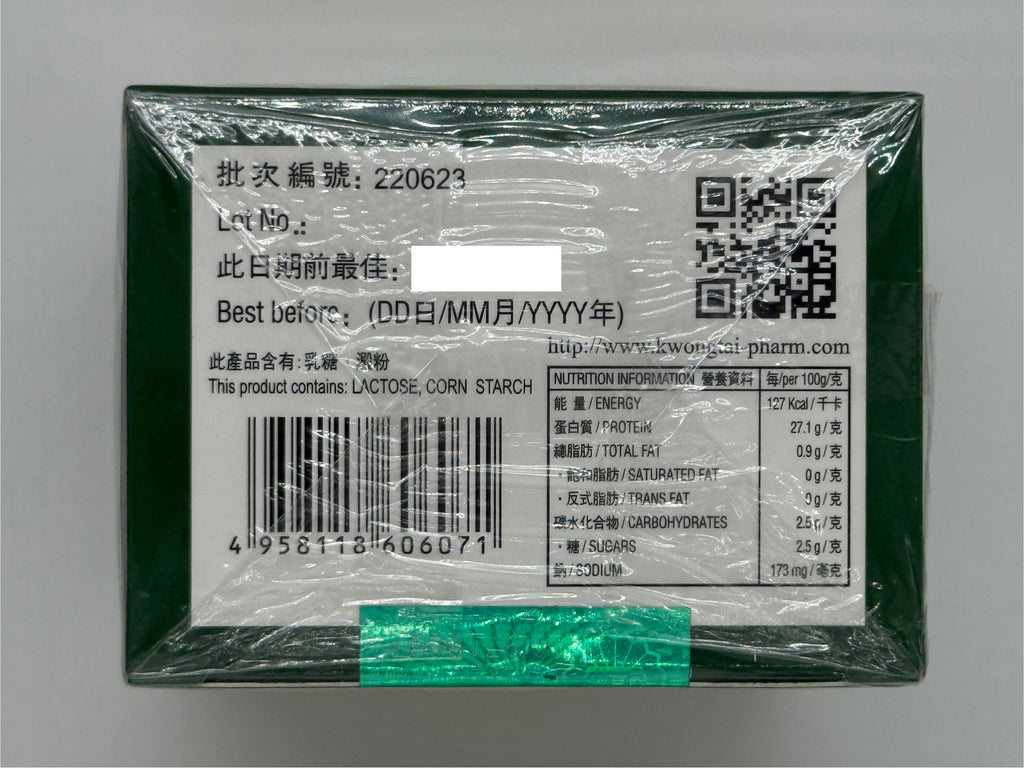 批次編號: 220623
Lot No.:
此日期前最佳:
Best before: (DD日/MM月/YYYY年)
此產品含有: 乳糖 澱粉
This product contains: LACTOSE, CORN STARCH
4 958118 606071
http://www.kwongtai-pharm.com
NUTRITION INFORMATION 營養資料 每/per 100g/克
能 量 / ENERGY 127 Kcal / 千卡
蛋白質 / PROTEIN 27.1 g / 克
總脂肪 / TOTAL FAT 0.9 g / 克
・飽和脂肪 / SATURATED FAT 0 g / 克
・反式脂肪 / TRANS FAT 0 g / 克
碳水化合物 / CARBOHYDRATES 2.5 g / 克
・糖 / SUGARS 2.5 g / 克
鈉 / SODIUM 173 mg / 毫克